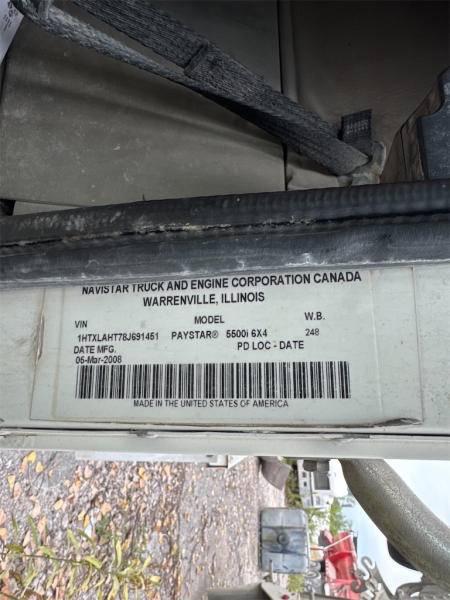 NAVISTAR TRUCK AND ENGINE CORPORATION CANADA
WARRENVILLE, ILLINOIS
VIN MODEL W.B.
1HTXLAHT78J691451 PAYSTAR® 5500i 6X4 248
DATE MFG. PD LOC - DATE
05-Mar-2008
MADE IN THE UNITED STATES OF AMERICA